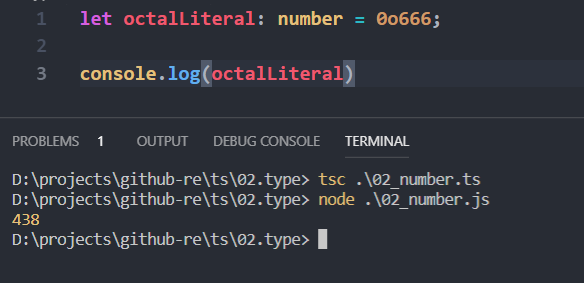 1 let octalLiteral: number = 0o666;
2
3 console.log(octalLiteral)
PROBLEMS 1 OUTPUT DEBUG CONSOLE TERMINAL
D:\projects\github-re\ts\02.type> tsc .\02_number.ts
D:\projects\github-re\ts\02.type> node .\02_number.js
438
D:\projects\github-re\ts\02.type>